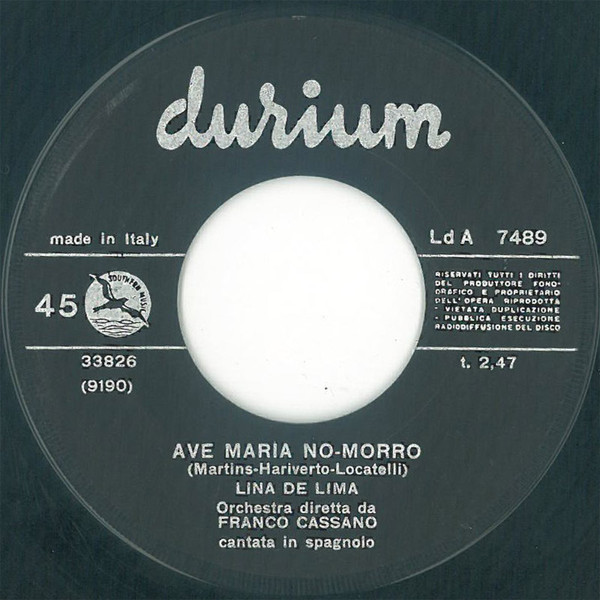 durium
made in Italy
LdA 7489
45
SOUTHERN MUSIC
RISERVATI TUTTI I DIRITTI
DEL PRODUTTORE FONO-
GRAFICO E PROPRIETARIO
DELL'OPERA RIPRODOTTA
- VIETATA DUPLICAZIONE
- PUBBLICA ESECUZIONE
RADIODIFFUSIONE DEL DISCO
33826
(9190)
t. 2,47
AVE MARIA NO-MORRO
(Martins-Hariverto-Locatelli)
LINA DE LIMA
Orchestra diretta da
FRANCO CASSANO
cantata in spagnolo